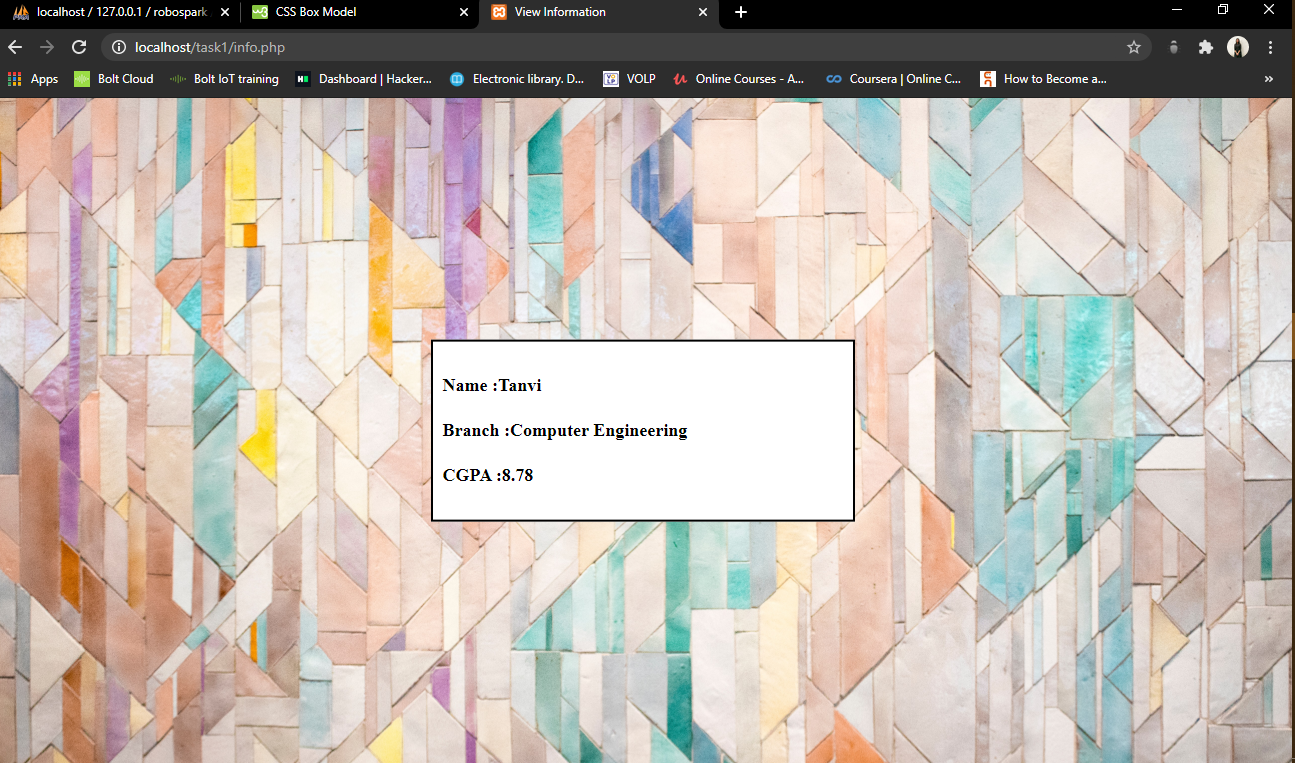 localhost / 127.0.0.1 / robospark
CSS Box Model
View Information
localhost/task1/info.php
Apps
Bolt Cloud
Bolt IoT training
Dashboard | Hacker...
Electronic library. D...
VOLP
Online Courses - A...
Coursera | Online C...
How to Become a...
Name :Tanvi
Branch :Computer Engineering
CGPA :8.78